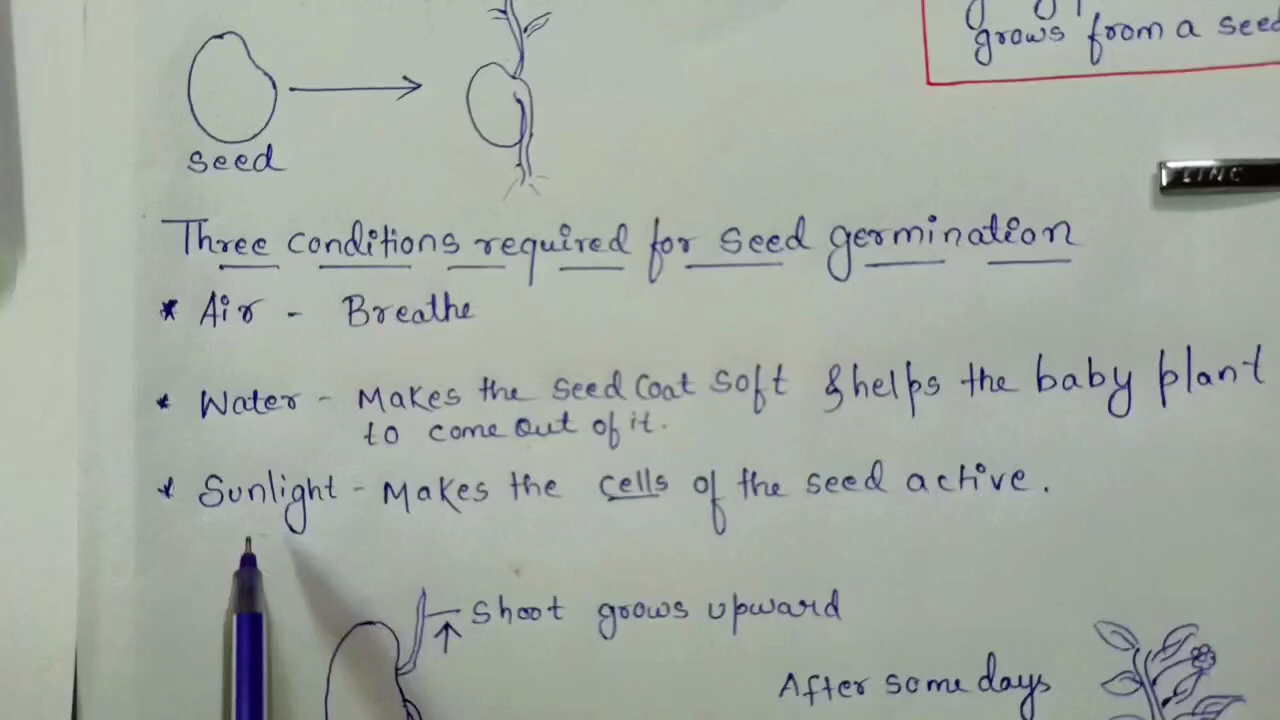 grows from a seed
LINC
seed
Three conditions required for seed germination
* Air - Breathe
* Water - Makes the seed coat soft & helps the baby plant
to come out of it.
* Sunlight - Makes the cells of the seed active.
Shoot grows upward
After some days